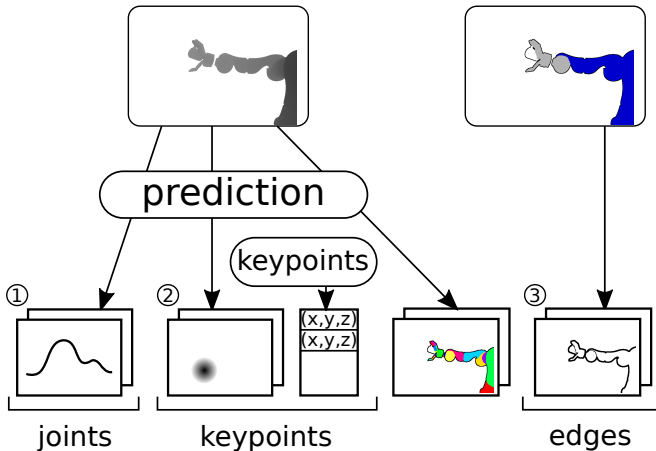 prediction
keypoints
① ② ③
(x,y,z)
(x,y,z)
joints keypoints edges